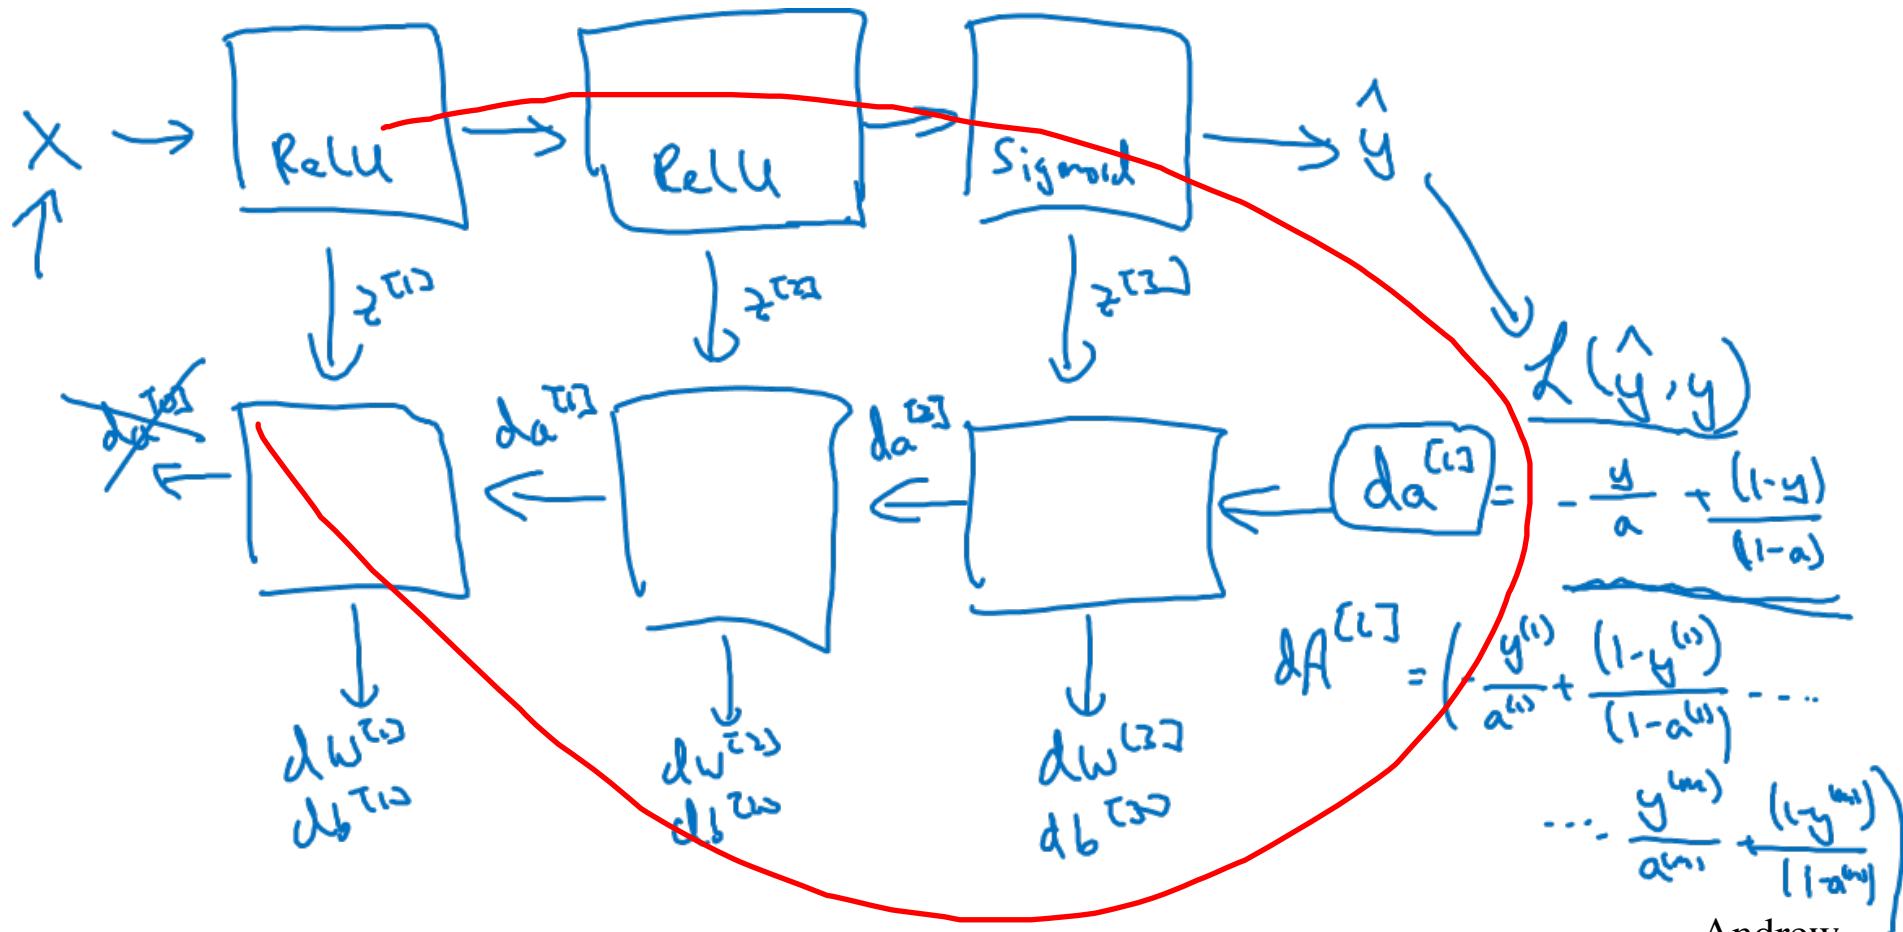 X → ReLU → ReLU → Sigmoid → ŷ
z^[1] z^[2] z^[3]
L(ŷ, y)
da^[0] ← da^[1] ← da^[2] ← da^[l] = - y/a + (1-y)/(1-a)
dA^[l] = (- y^(1)/a^(1) + (1-y^(1))/(1-a^(1)) ----
dw^[1] dw^[2] dw^[3]
db^[1] db^[2] db^[3]
.... y^(m)/a^(m) + (1-y^(m))/(1-a^(m)))
Andrew